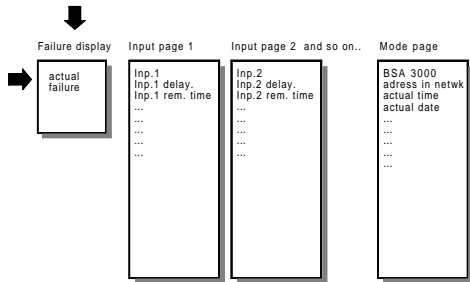 Failure display
Input page 1
Input page 2 and so on..
Mode page
actual
failure
Inp.1
Inp.1 delay.
Inp.1 rem. time
...
...
...
...
Inp.2
Inp.2 delay.
Inp.2 rem. time
...
...
...
...
BSA 3000
adress in netwk
actual time
actual date
...
...
...
...
...